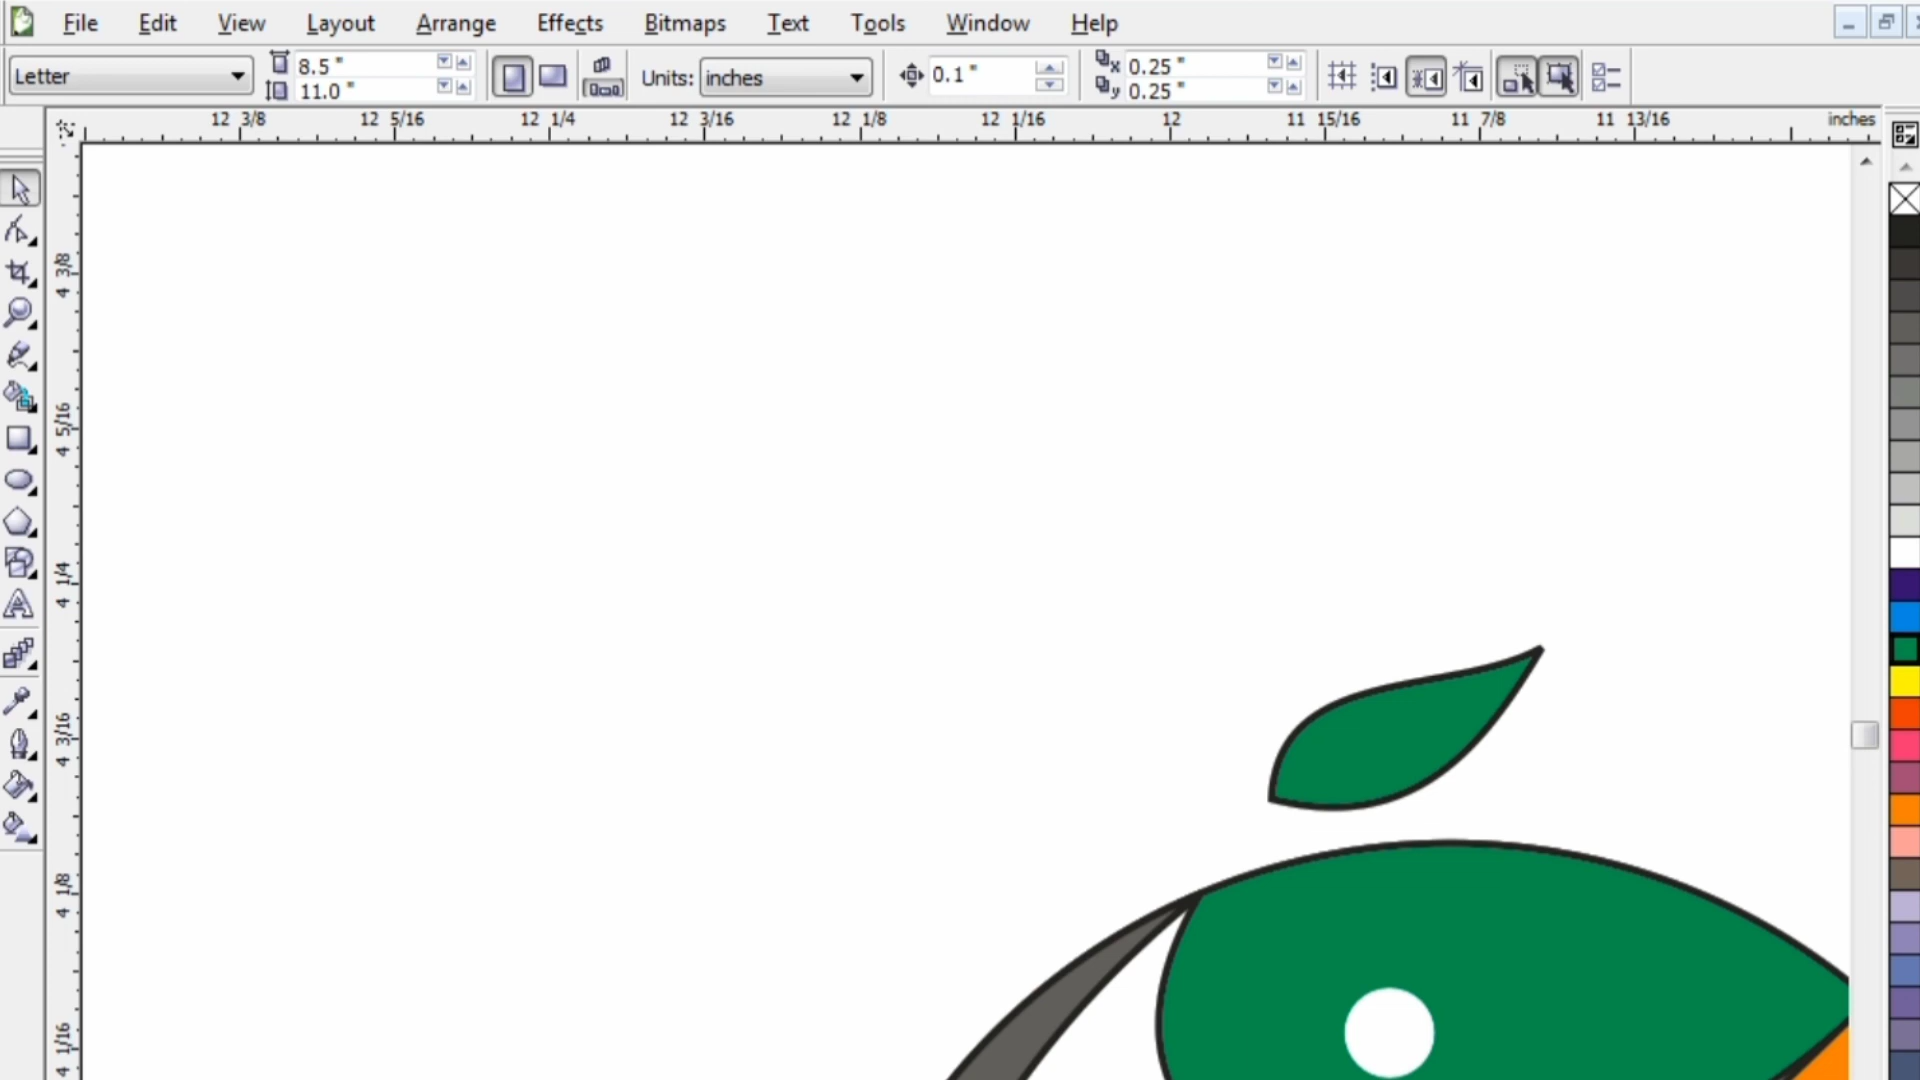 File Edit View Layout Arrange Effects Bitmaps Text Tools Window Help
Letter 8.5 " 11.0 " Units: inches 0.1 " x 0.25 " y 0.25 "
12 3/8 12 5/16 12 1/4 12 3/16 12 1/8 12 1/16 12 11 15/16 11 7/8 11 13/16 inches
4 3/8
4 5/16
4 1/4
4 3/16
4 1/8
4 1/16